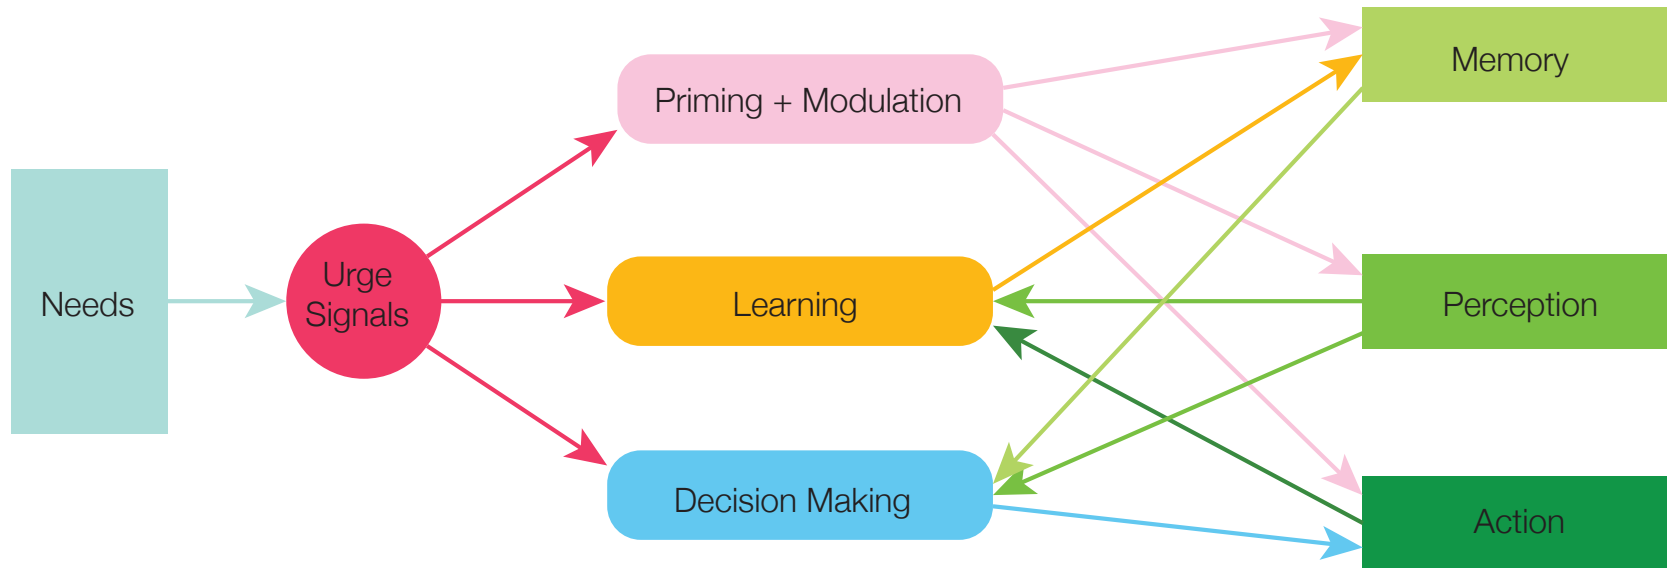 Needs
Urge
Signals
Priming + Modulation
Learning
Decision Making
Memory
Perception
Action